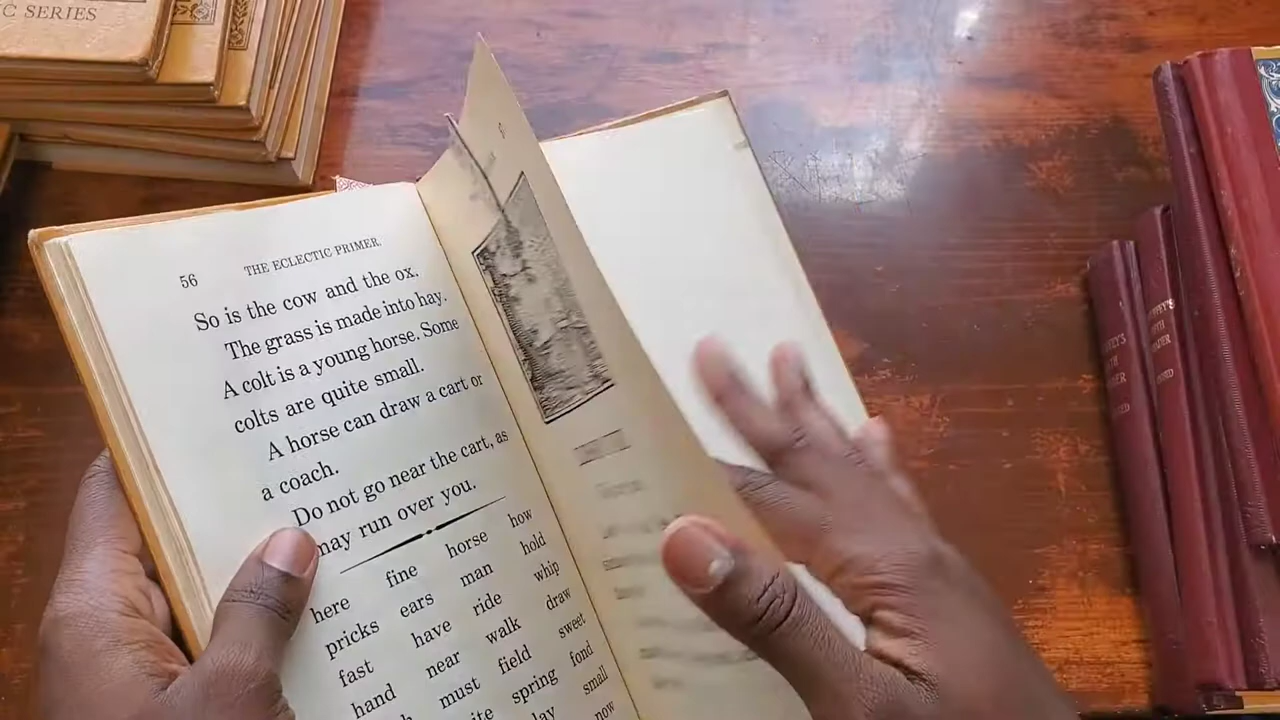 C SERIES
56 THE ECLECTIC PRIMER.
So is the cow and the ox.
The grass is made into hay.
A colt is a young horse. Some
colts are quite small.
A horse can draw a cart or
a coach.
Do not go near the cart, as
may run over you.
here fine horse how
pricks ears man hold
fast have ride whip
hand near walk draw
must field sweet
spring fond
small
now